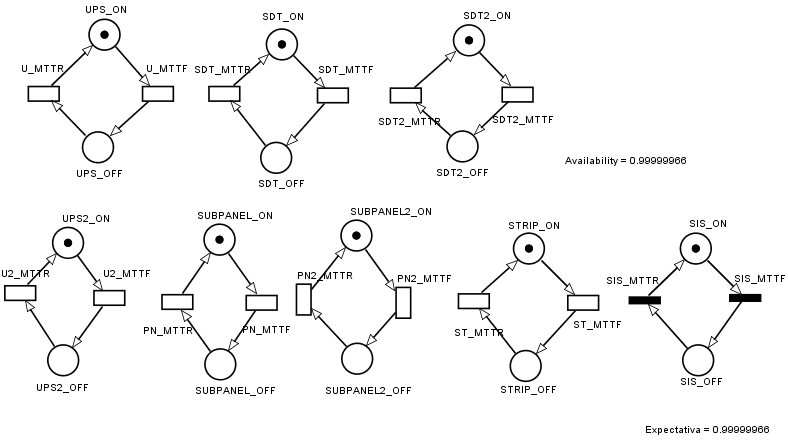 UPS_ON
SDT_ON
SDT2_ON
U_MTTR
U_MTTF
SDT_MTTR
SDT_MTTF
SDT2_MTTR
SDT2_MTTF
UPS_OFF
SDT_OFF
SDT2_OFF
Availability = 0.99999966
UPS2_ON
SUBPANEL_ON
SUBPANEL2_ON
STRIP_ON
SIS_ON
U2_MTTR
U2_MTTF
PN_MTTR
PN_MTTF
PN2_MTTR
PN2_MTTF
ST_MTTR
ST_MTTF
SIS_MTTR
SIS_MTTF
UPS2_OFF
SUBPANEL_OFF
SUBPANEL2_OFF
STRIP_OFF
SIS_OFF
Expectativa = 0.99999966